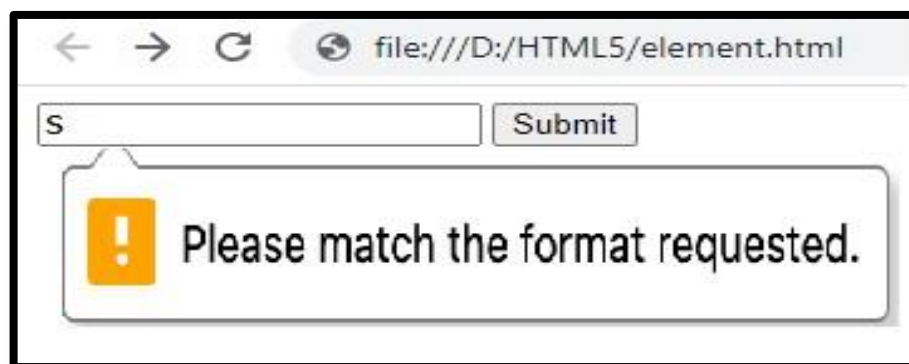 file:///D:/HTML5/element.html
S Submit
Please match the format requested.